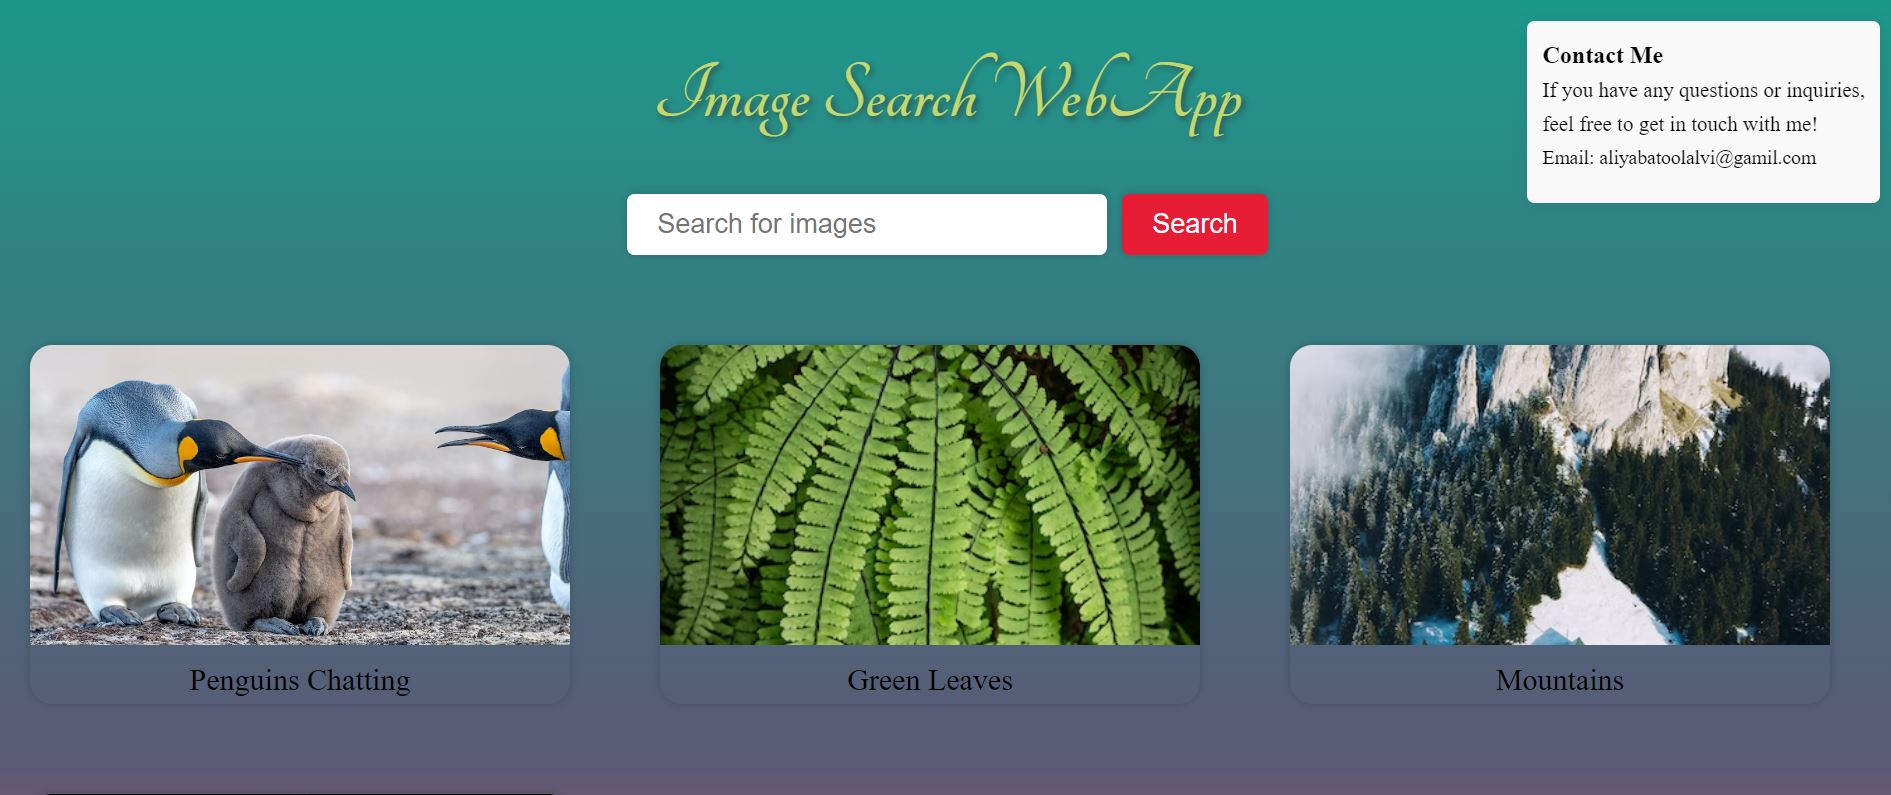 Image Search WebApp
Contact Me
If you have any questions or inquiries,
feel free to get in touch with me!
Email: aliyabatoolalvi@gamil.com
Search for images
Search
Penguins Chatting
Green Leaves
Mountains